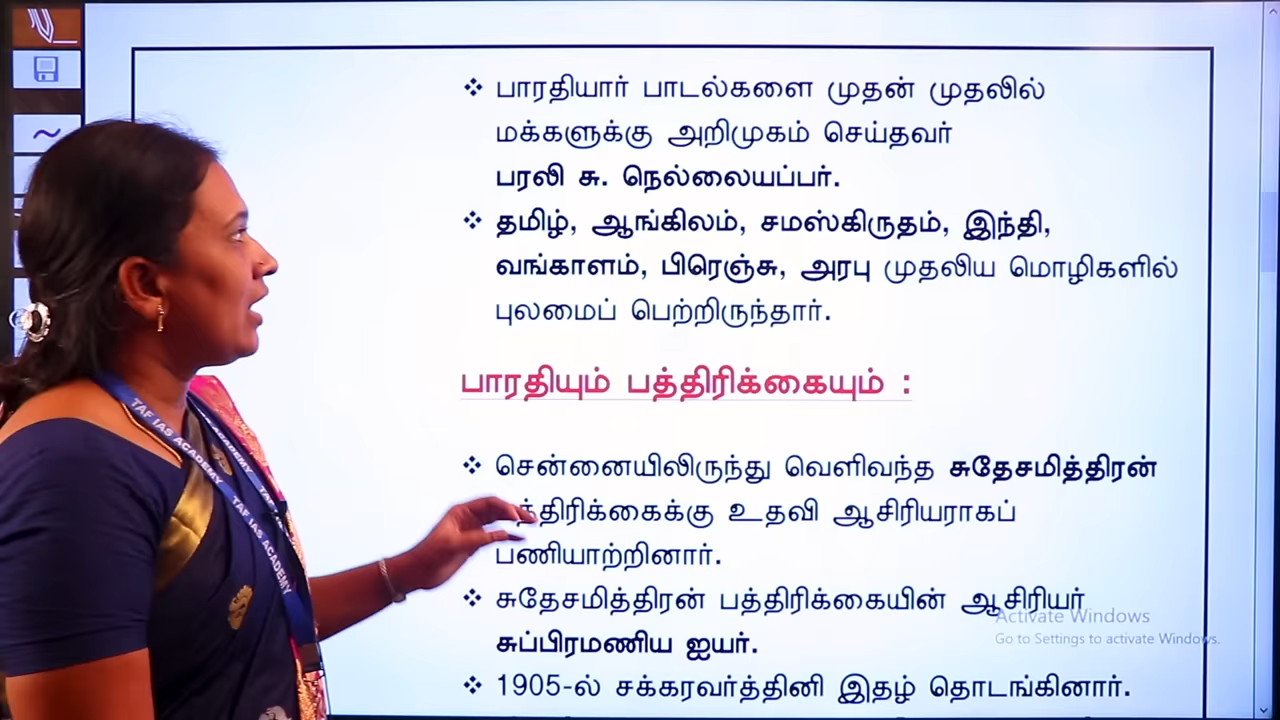 ❖ பாரதியார் பாடல்களை முதன் முதலில்
மக்களுக்கு அறிமுகம் செய்தவர்
பரலி சு. நெல்லையப்பர்.
❖ தமிழ், ஆங்கிலம், சமஸ்கிருதம், இந்தி,
வங்காளம், பிரெஞ்சு, அரபு முதலிய மொழிகளில்
புலமைப் பெற்றிருந்தார்.
பாரதியும் பத்திரிக்கையும் :
❖ சென்னையிலிருந்து வெளிவந்த சுதேசமித்திரன்
உதவி ஆசிரியராகப்
பணியாற்றினார்.
❖ சுதேசமித்திரன் பத்திரிக்கையின் ஆசிரியர்
சுப்பிரமணிய ஐயர்.
❖ 1905-ல் சக்கரவர்த்தினி இதழ் தொடங்கினார்.
Activate Windows
Go to Settings to activate Windows.
TAF IAS ACADEMY
TAF IAS ACADEMY